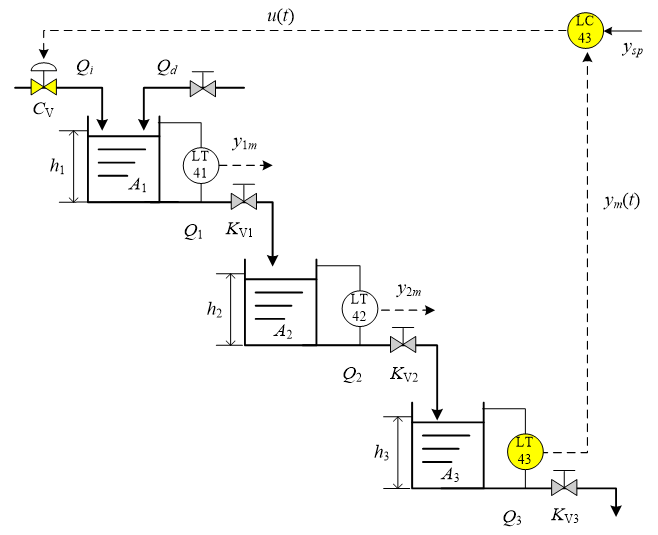 u(t)
LC
43
y_sp
Q_i
Q_d
C_V
h_1
LT
41
y_1m
A_1
Q_1
K_V1
y_m(t)
h_2
LT
42
y_2m
A_2
Q_2
K_V2
h_3
LT
43
A_3
Q_3
K_V3